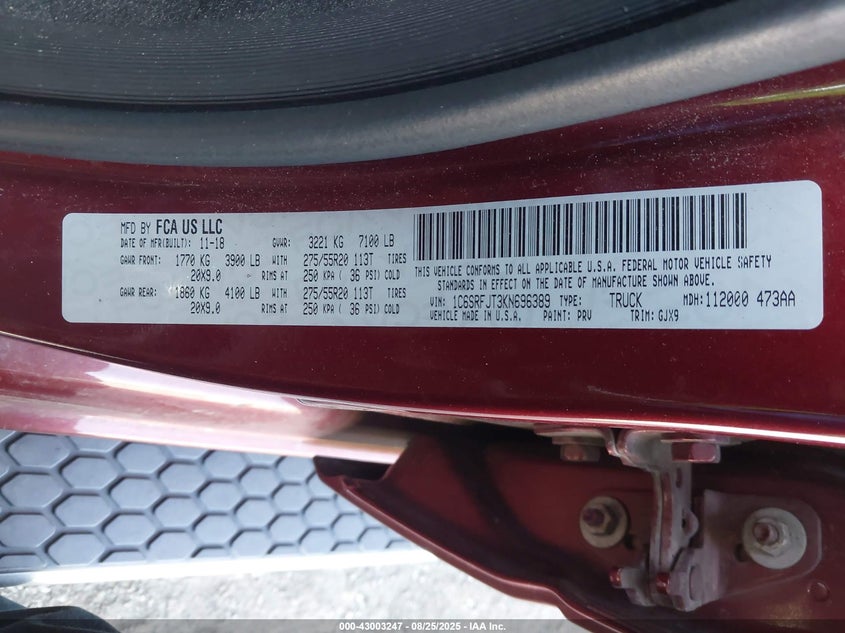 MFD BY FCA US LLC
DATE OF MFR(BUILT): 11-18 GVWR: 3221 KG 7100 LB
GAWR FRONT: 1770 KG 3900 LB WITH 275/55R20 113T
20X9.0 RIMS AT 250 KPA ( 36 PSI) COLD
GAWR REAR: 1860 KG 4100 LB WITH 275/55R20 113T
20X9.0 RIMS AT 250 KPA ( 36 PSI) COLD
THIS VEHICLE CONFORMS TO ALL APPLICABLE U.S.A. FEDERAL MOTOR VEHICLE SAFETY
STANDARDS IN EFFECT ON THE DATE OF MANUFACTURE SHOWN ABOVE.
VIN: 1C6SRFJT3KN696389 TYPE: TRUCK MDH: 112000 473AA
VEHICLE MADE IN U.S.A. PAINT: PRV TRIM: GJX9
000-43003247 - 08/25/2025 - IAA Inc.